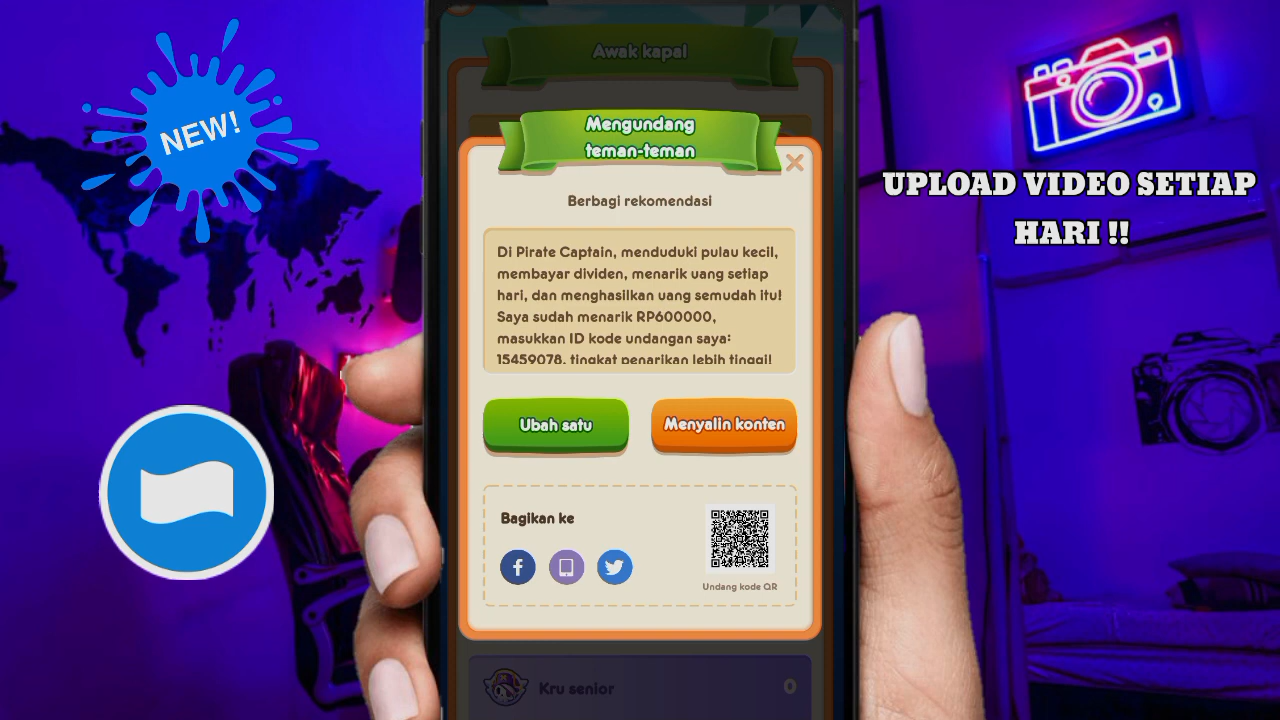 NEW!
UPLOAD VIDEO SETIAP
HARI !!
Awak kapal
Mengundang
teman-teman
Berbagi rekomendasi
Di Pirate Captain, menduduki pulau kecil,
membayar dividen, menarik uang setiap
hari, dan menghasilkan uang semudah itu!
Saya sudah menarik RP600000,
masukkan ID kode undangan saya:
15459078, tingkat penarikan lebih tinggi!
Ubah satu
Menyalin konten
Bagikan ke
Undang kode QR
Kru senior
0